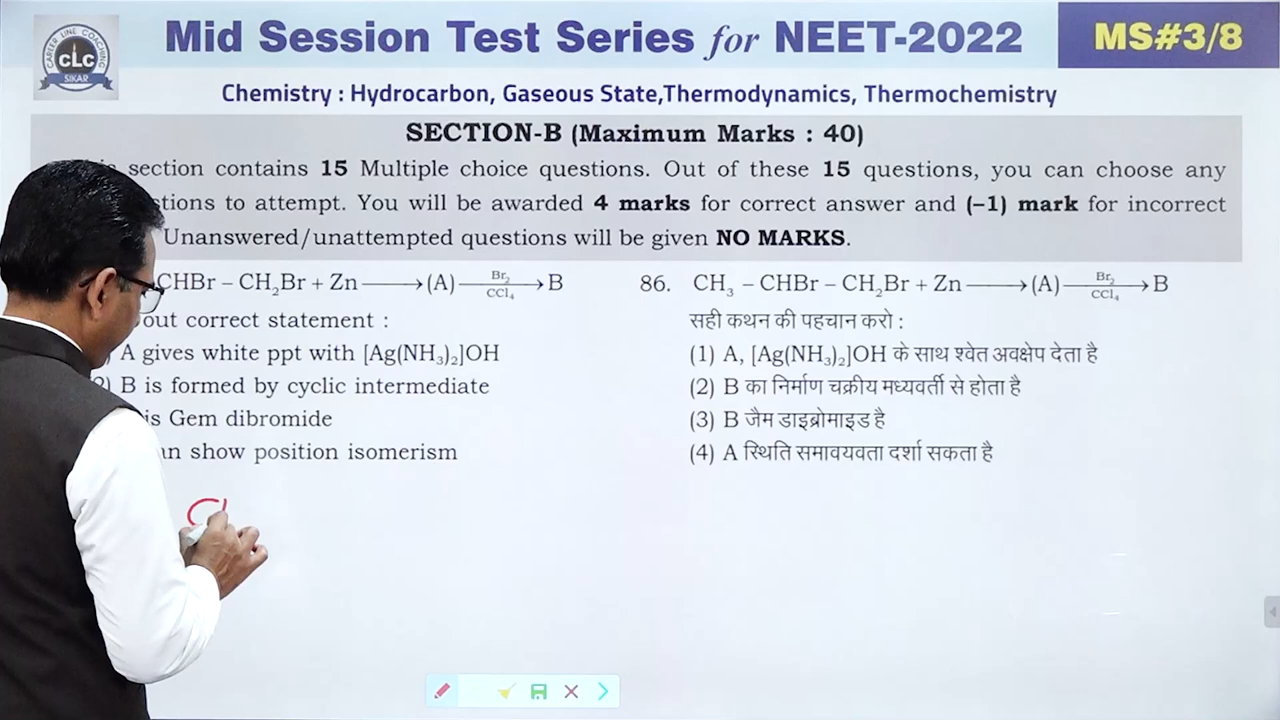 Mid Session Test Series for NEET-2022
MS#3/8
CAREER LINE COACHING
CLC
SIKAR
Chemistry : Hydrocarbon, Gaseous State,Thermodynamics, Thermochemistry
SECTION-B (Maximum Marks : 40)
section contains 15 Multiple choice questions. Out of these 15 questions, you can choose any
to attempt. You will be awarded 4 marks for correct answer and (–1) mark for incorrect
Unanswered/unattempted questions will be given NO MARKS.
CHBr – CH₂Br + Zn ⟶ (A) —Br₂/CCl₄→ B
out correct statement :
A gives white ppt with [Ag(NH₃)₂]OH
2) B is formed by cyclic intermediate
is Gem dibromide
show position isomerism
86. CH₃ – CHBr – CH₂Br + Zn ⟶ (A) —Br₂/CCl₄→ B
सही कथन की पहचान करो :
(1) A, [Ag(NH₃)₂]OH के साथ श्वेत अवक्षेप देता है
(2) B का निर्माण चक्रीय मध्यवर्ती से होता है
(3) B जैम डाइब्रोमाइड है
(4) A स्थिति समावयवता दर्शा सकता है